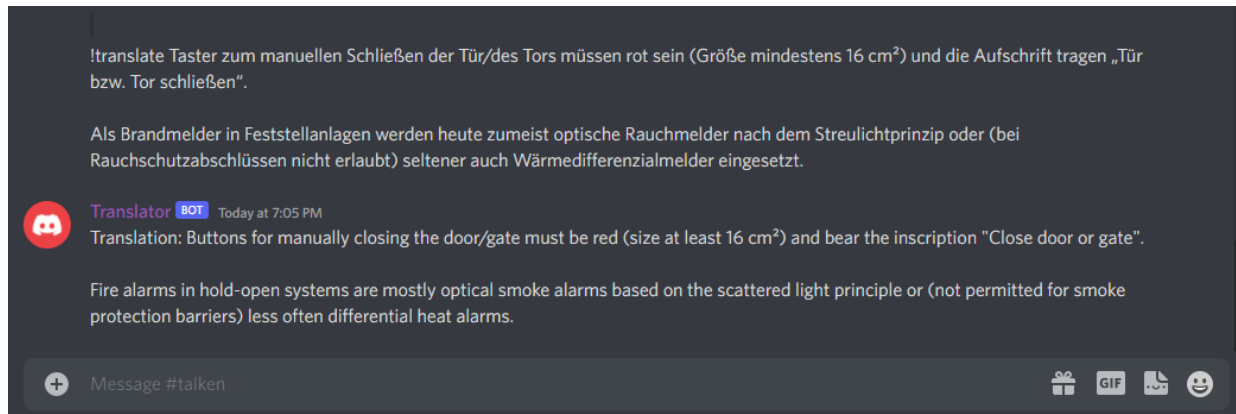 !translate Taster zum manuellen Schließen der Tür/des Tors müssen rot sein (Größe mindestens 16 cm²) und die Aufschrift tragen „Tür
bzw. Tor schließen“.
Als Brandmelder in Feststellanlagen werden heute zumeist optische Rauchmelder nach dem Streulichtprinzip oder (bei
Rauchschutzabschlüssen nicht erlaubt) seltener auch Wärmedifferenzialmelder eingesetzt.
Translator BOT Today at 7:05 PM
Translation: Buttons for manually closing the door/gate must be red (size at least 16 cm²) and bear the inscription "Close door or gate".
Fire alarms in hold-open systems are mostly optical smoke alarms based on the scattered light principle or (not permitted for smoke
protection barriers) less often differential heat alarms.
Message #talken GIF